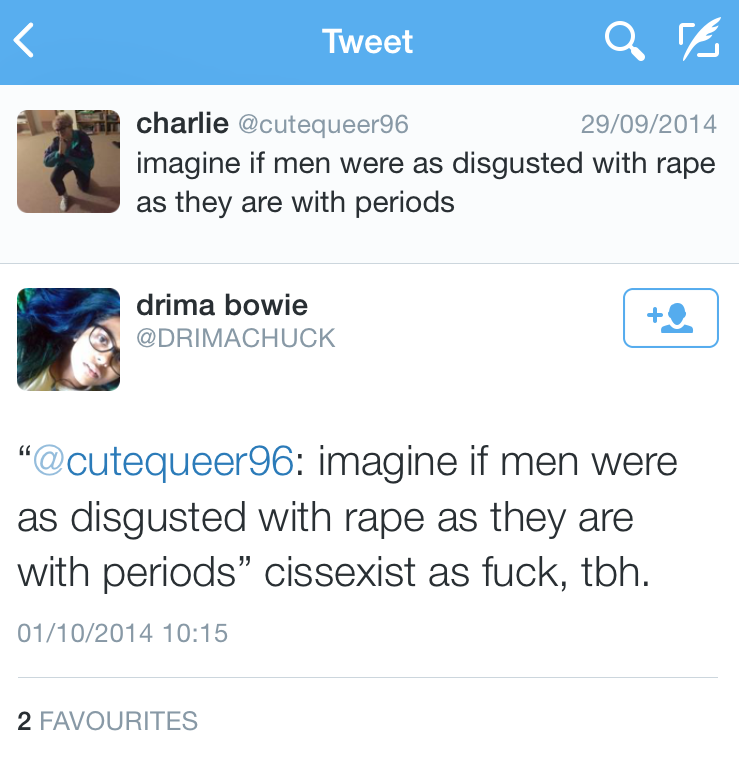 Tweet
charlie @cutequeer96 29/09/2014
imagine if men were as disgusted with rape
as they are with periods
drima bowie
@DRIMACHUCK
“@cutequeer96: imagine if men were
as disgusted with rape as they are
with periods” cissexist as fuck, tbh.
01/10/2014 10:15
2 FAVOURITES